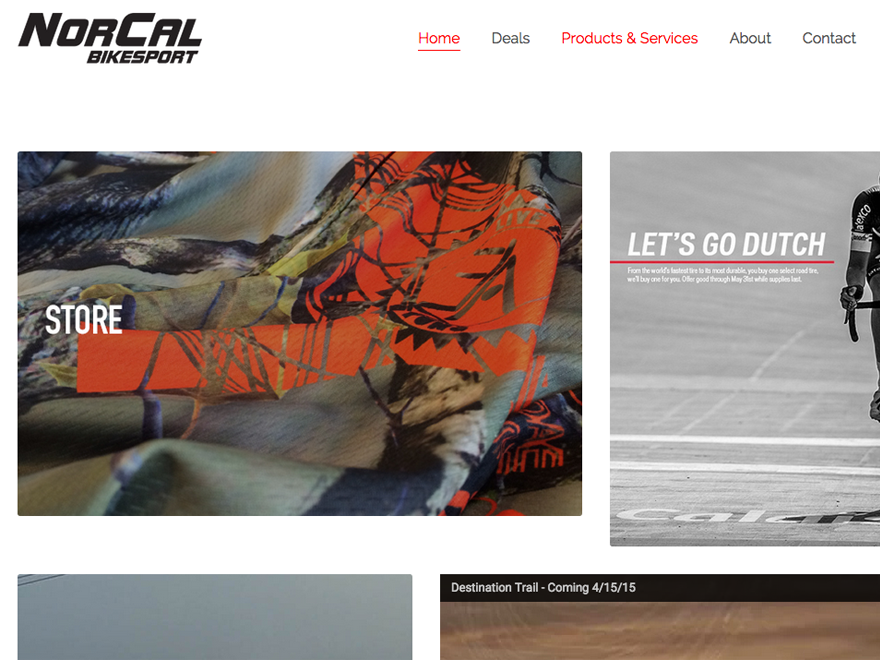 NORCAL
BIKESPORT
Home
Deals
Products & Services
About
Contact
STORE
LET'S GO DUTCH
From the world's fastest tire to its most durable, you buy one select road tire,
we'll buy one for you. Offer good through May 31st while supplies last.
Destination Trail - Coming 4/15/15